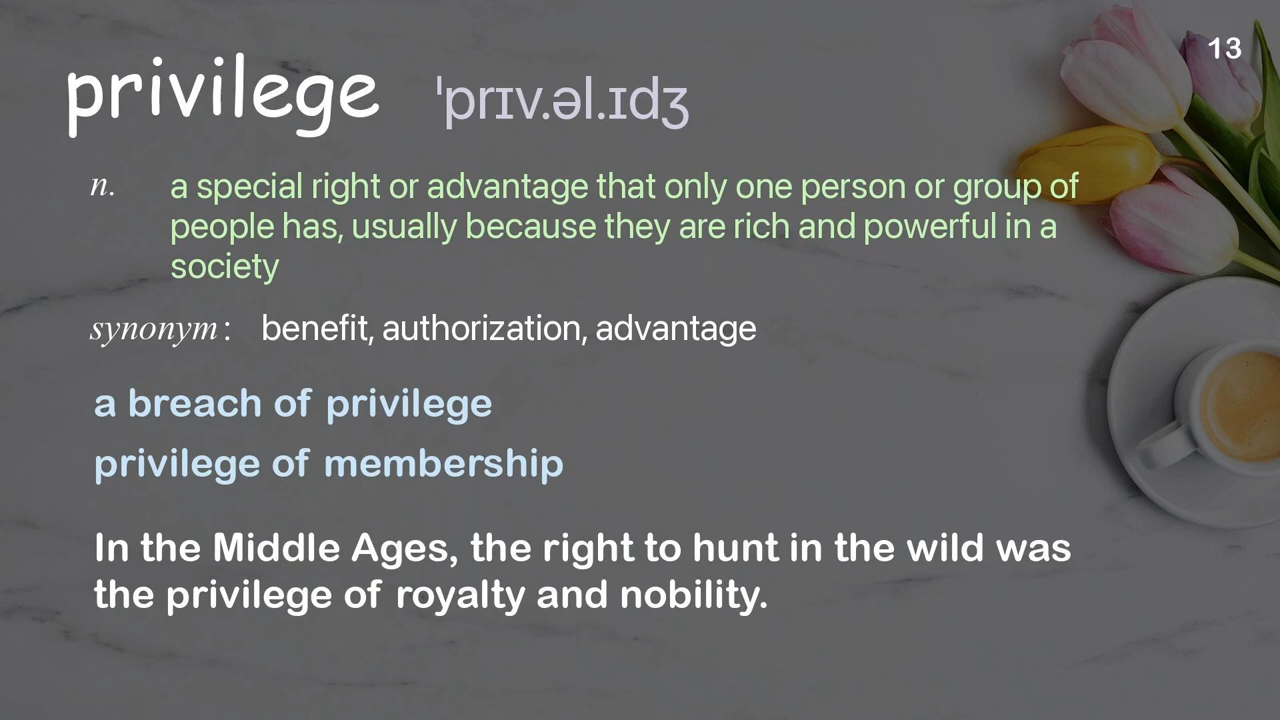 13
privilege ˈprɪv.əl.ɪdʒ
n. a special right or advantage that only one person or group of
people has, usually because they are rich and powerful in a
society
synonym: benefit, authorization, advantage
a breach of privilege
privilege of membership
In the Middle Ages, the right to hunt in the wild was
the privilege of royalty and nobility.